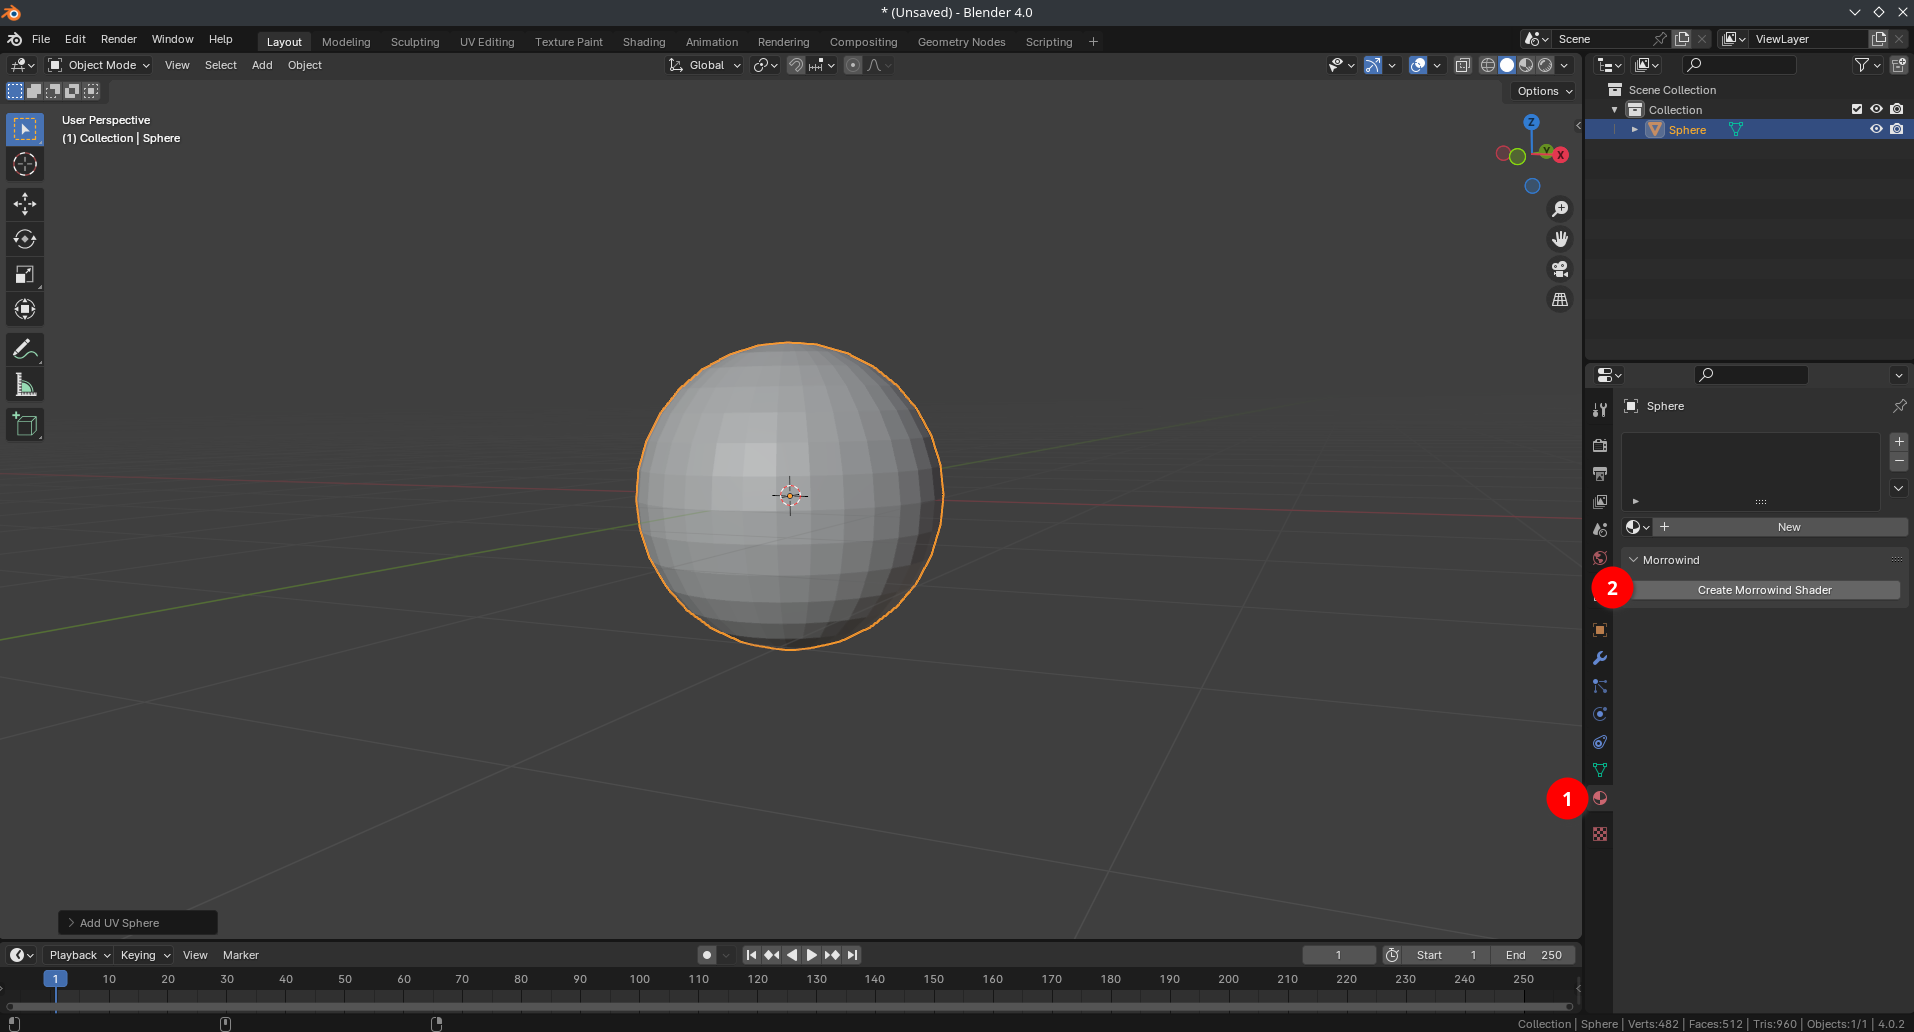 * (Unsaved) - Blender 4.0
File Edit Render Window Help Layout Modeling Sculpting UV Editing Texture Paint Shading Animation Rendering Compositing Geometry Nodes Scripting + Scene ViewLayer
Object Mode View Select Add Object Global
Options
User Perspective
(1) Collection | Sphere
Z
Y
X
Scene Collection
Collection
Sphere
Sphere
New
Morrowind
Create Morrowind Shader
2
1
Add UV Sphere
Playback Keying View Marker 1 Start 1 End 250
1 10 20 30 40 50 60 70 80 90 100 110 120 130 140 150 160 170 180 190 200 210 220 230 240 250
Collection | Sphere | Verts:482 | Faces:512 | Tris:960 | Objects:1/1 | 4.0.2